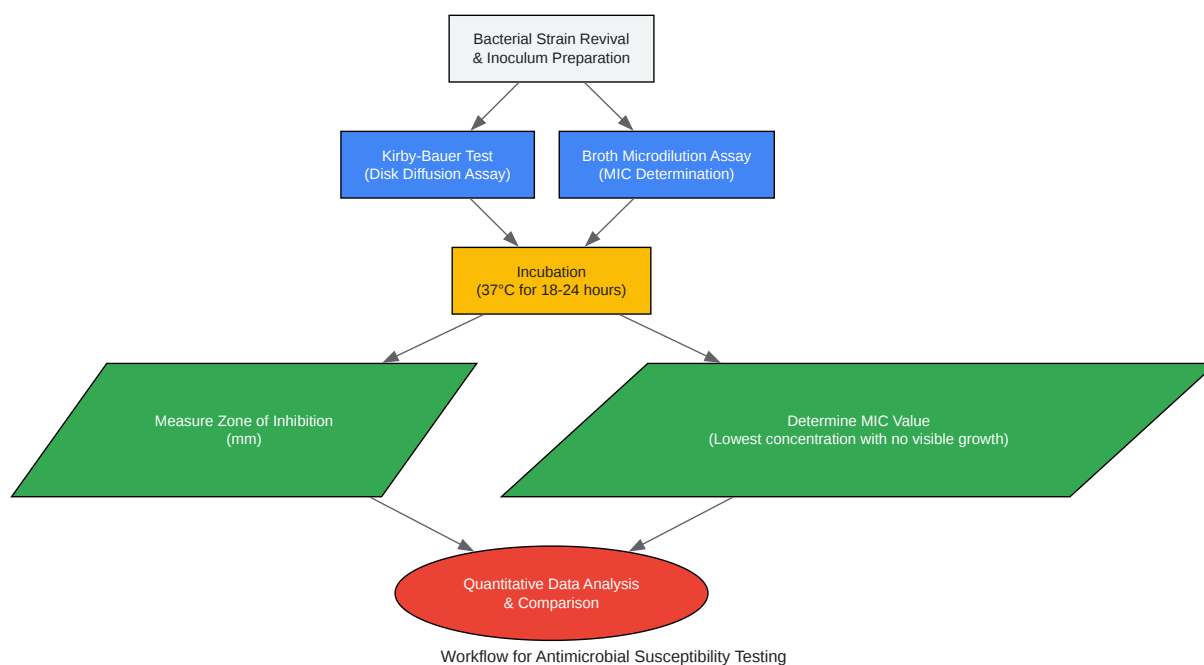 Bacterial Strain Revival
& Inoculum Preparation
Kirby-Bauer Test
(Disk Diffusion Assay)
Broth Microdilution Assay
(MIC Determination)
Incubation
(37°C for 18-24 hours)
Measure Zone of Inhibition
(mm)
Determine MIC Value
(Lowest concentration with no visible growth)
Quantitative Data Analysis
& Comparison
Workflow for Antimicrobial Susceptibility Testing